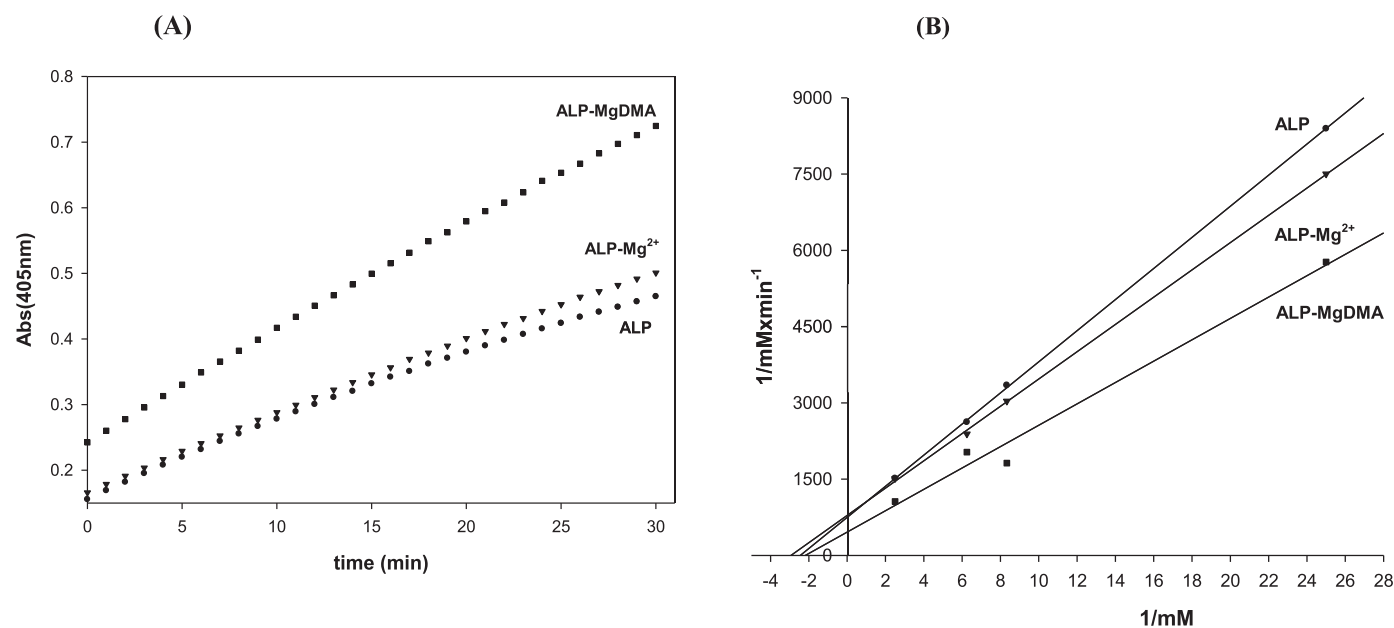 (A)
0.8
0.7
0.6
0.5
0.4
0.3
0.2
Abs(405nm)
ALP-MgDMA
ALP-Mg²⁺
ALP
0 5 10 15 20 25 30
time (min)
(B)
9000
7500
6000
4500
3000
1500
0
1/mMxmin⁻¹
ALP
ALP-Mg²⁺
ALP-MgDMA
-4 -2 0 2 4 6 8 10 12 14 16 18 20 22 24 26 28
1/mM